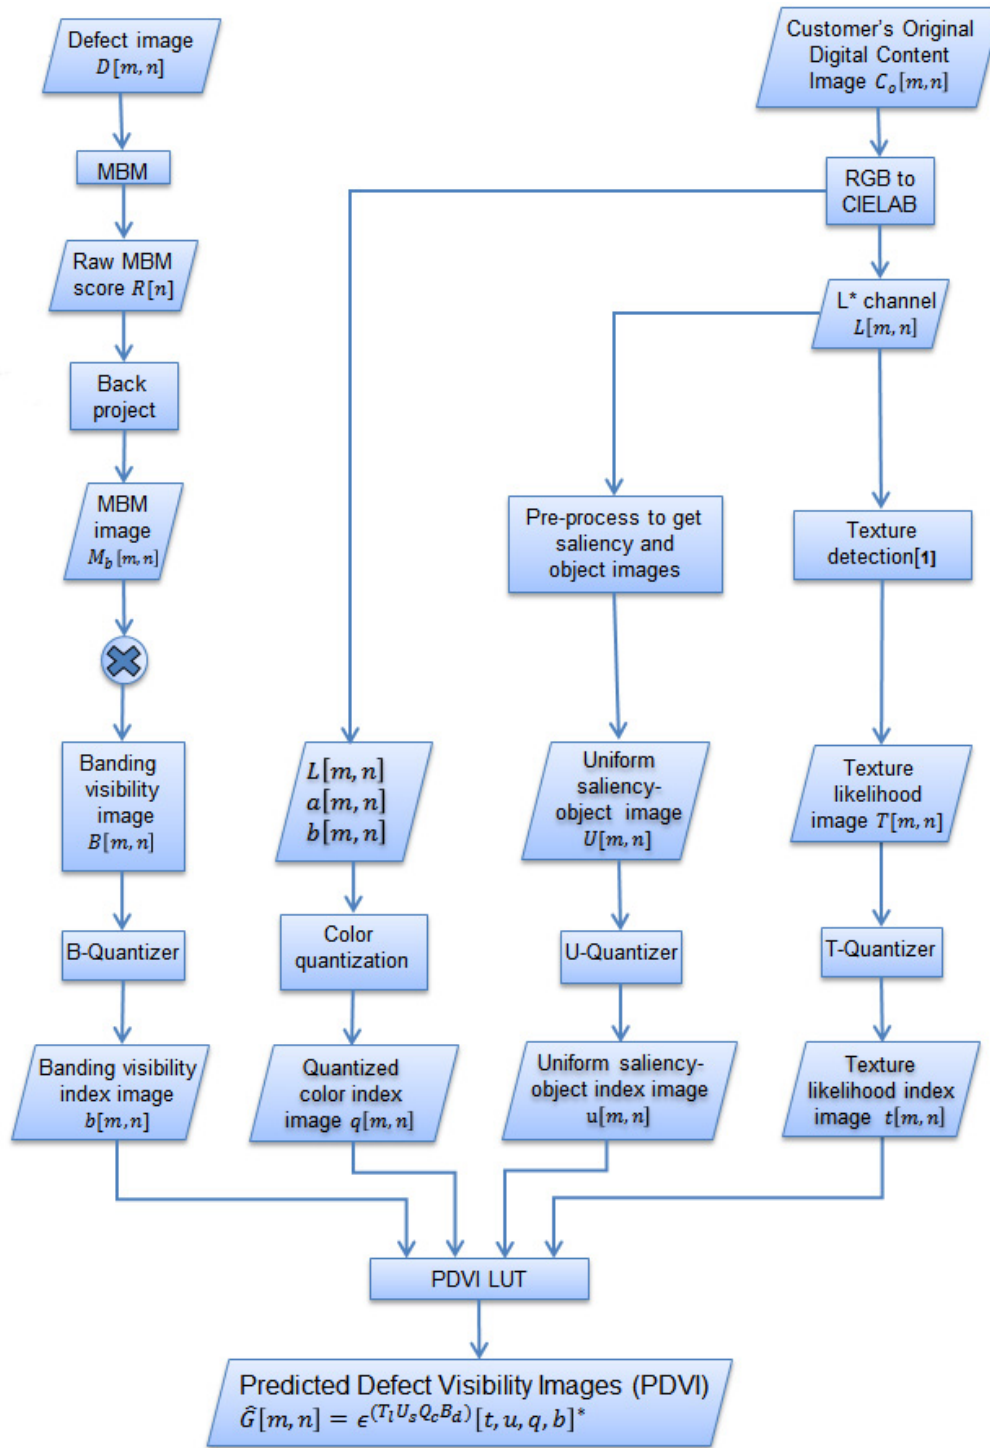 Defect image
D[m,n]
MBM
Raw MBM
score R[n]
Back
project
MBM
image
M_b[m,n]
Banding
visibility
image
B[m,n]
B-Quantizer
Banding visibility
index image
b[m,n]
Customer's Original
Digital Content
Image C_o[m,n]
RGB to
CIELAB
L* channel
L[m,n]
L[m,n]
a[m,n]
b[m,n]
Color
quantization
Quantized
color index
image q[m,n]
Pre-process to get
saliency and
object images
Uniform
saliency-
object image
U[m,n]
U-Quantizer
Uniform saliency-
object index image
u[m,n]
Texture
detection[1]
Texture
likelihood
image T[m,n]
T-Quantizer
Texture
likelihood index
image t[m,n]
PDVI LUT
Predicted Defect Visibility Images (PDVI)
Ĝ[m,n] = ϵ^(T_l U_s Q_c B_d)[t,u,q,b]*